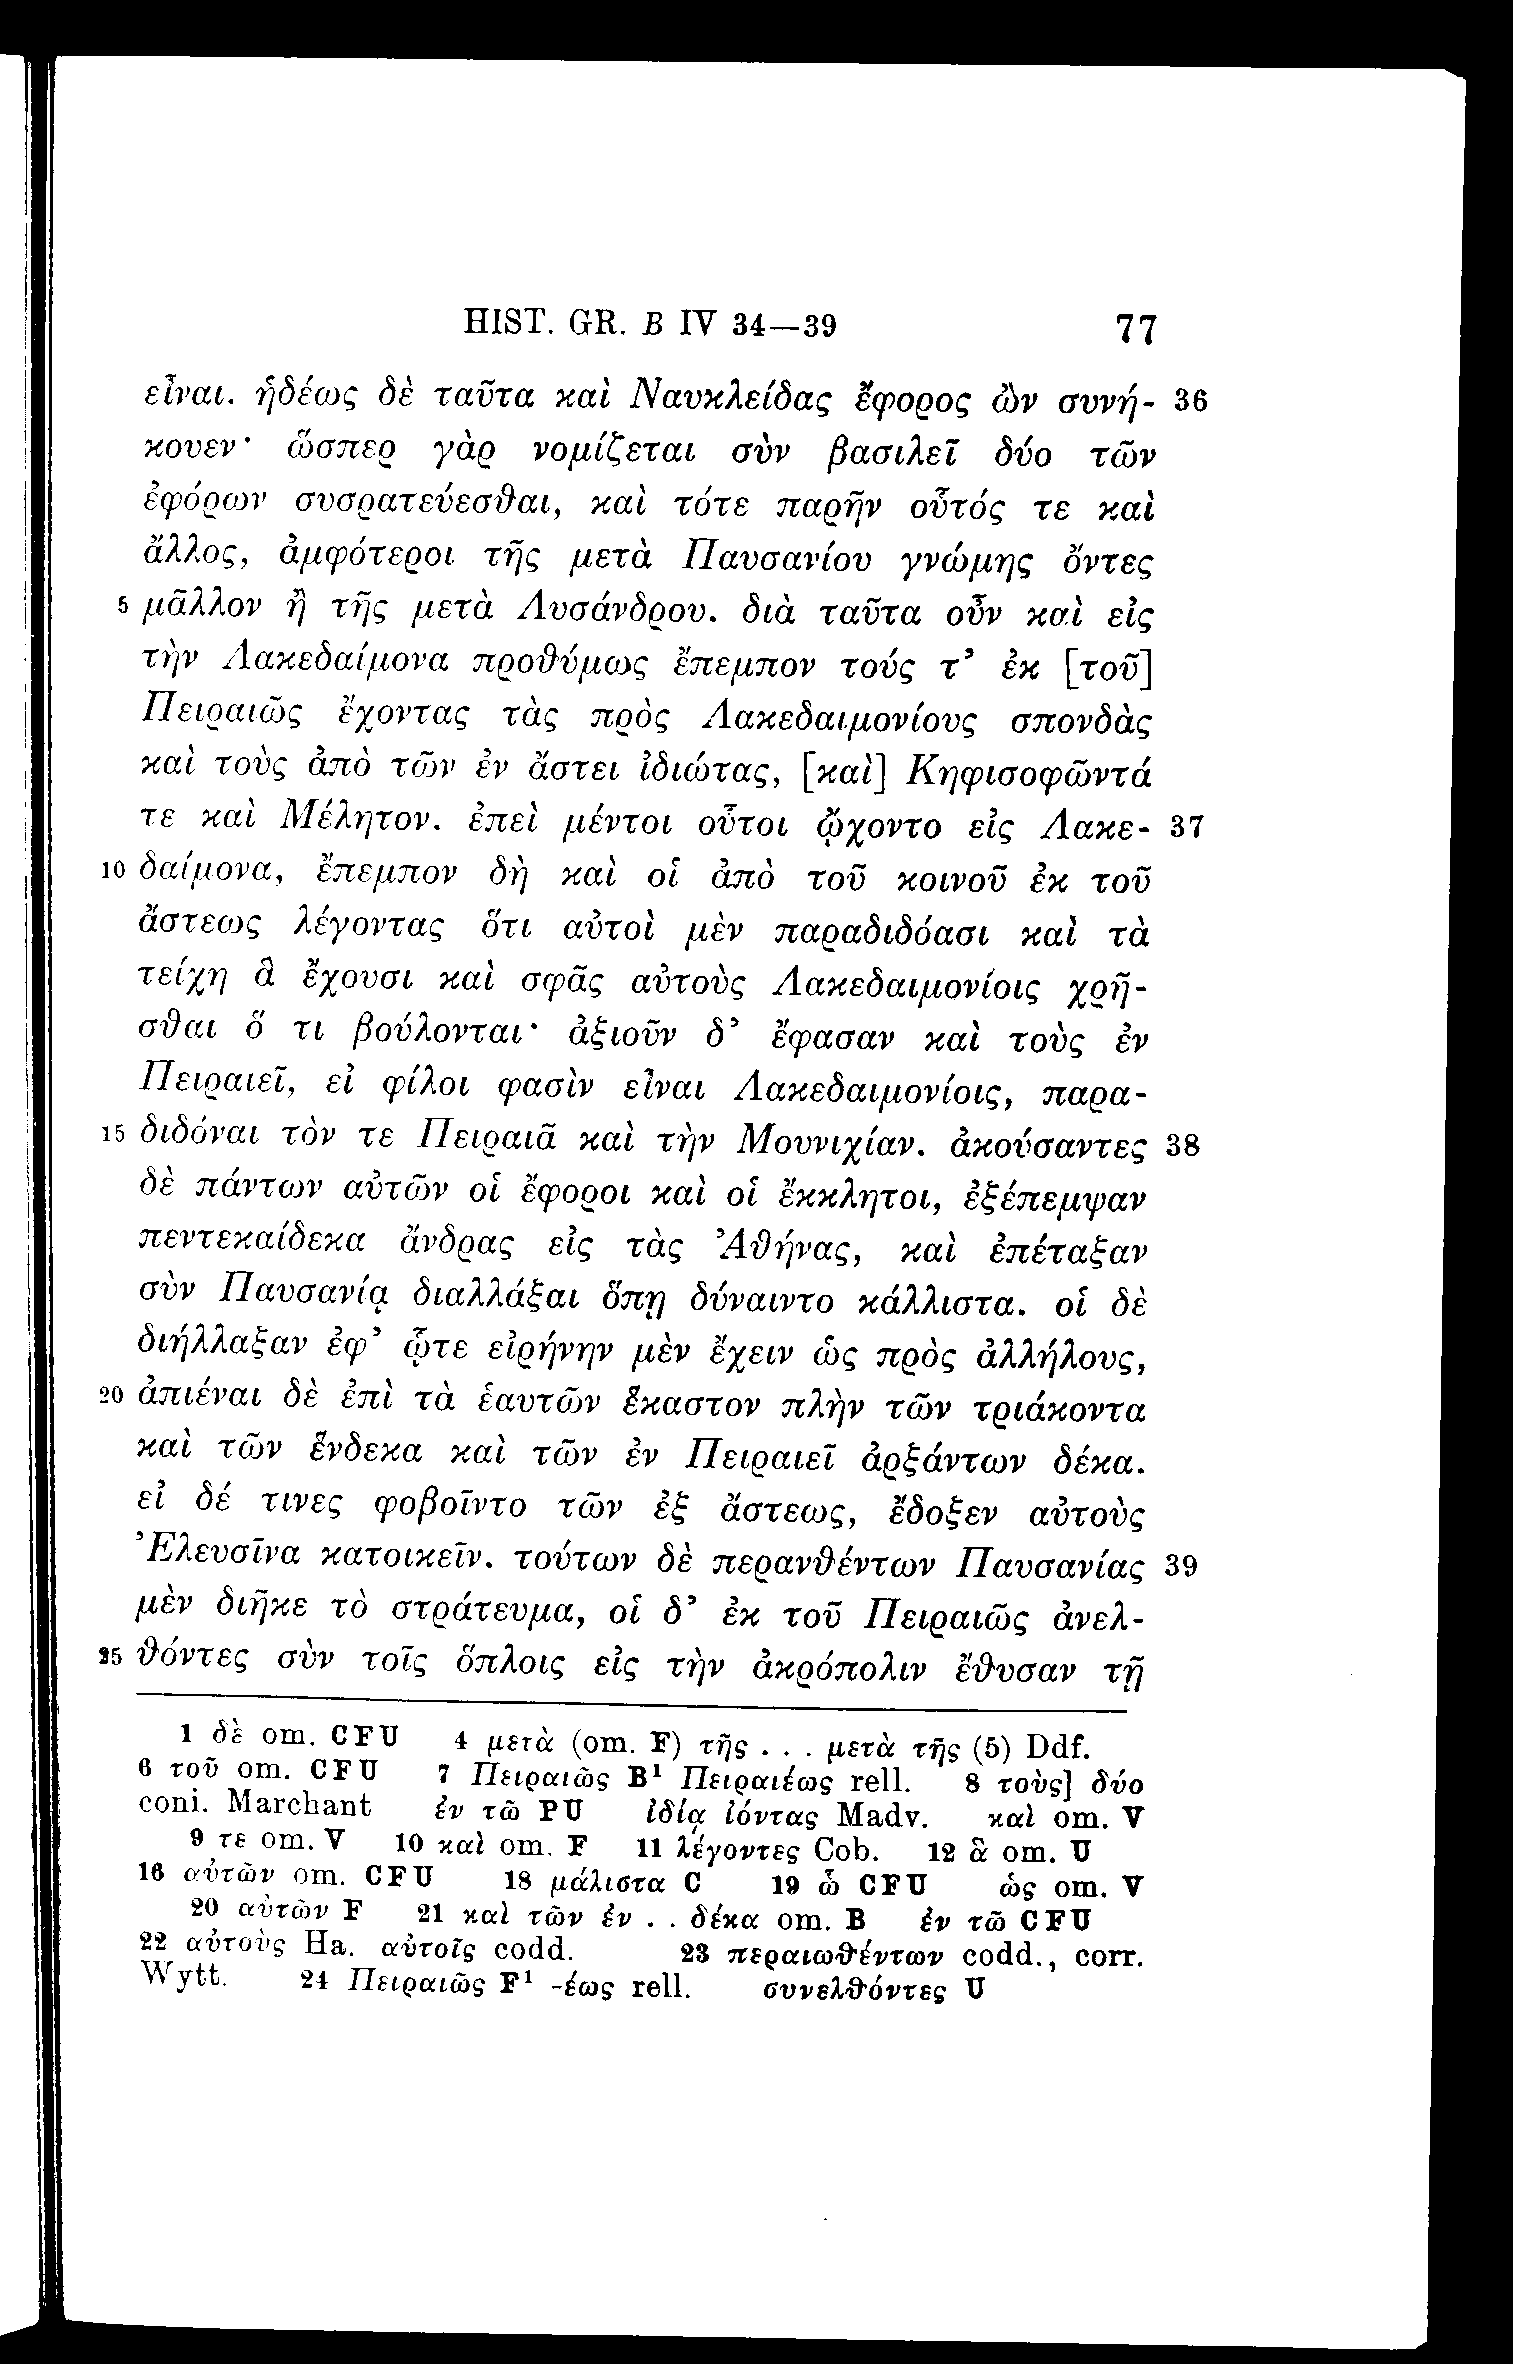 HIST. GR. B IV 34—39 77
εἶναι. ἡδέως δὲ ταῦτα καὶ Ναυκλείδας ἔφορος ὢν συνή- 36
κουεν· ὥσπερ γὰρ νομίζεται σὺν βασιλεῖ δύο τῶν
ἐφόρων συσρατεύεσθαι, καὶ τότε παρῆν οὗτός τε καὶ
ἄλλος, ἀμφότεροι τῆς μετὰ Παυσανίου γνώμης ὄντες
5 μᾶλλον ἢ τῆς μετὰ Λυσάνδρου. διὰ ταῦτα οὖν καὶ εἰς
τὴν Λακεδαίμονα προθύμως ἔπεμπον τούς τ’ ἐκ [τοῦ]
Πειραιῶς ἔχοντας τὰς πρὸς Λακεδαιμονίους σπονδὰς
καὶ τοὺς ἀπὸ τῶν ἐν ἄστει ἰδιώτας, [καὶ] Κηφισοφῶντά
τε καὶ Μέλητον. ἐπεὶ μέντοι οὗτοι ᾤχοντο εἰς Λακε- 37
10 δαίμονα, ἔπεμπον δὴ καὶ οἱ ἀπὸ τοῦ κοινοῦ ἐκ τοῦ
ἄστεως λέγοντας ὅτι αὐτοὶ μὲν παραδιδόασι καὶ τὰ
τείχη ἃ ἔχουσι καὶ σφᾶς αὐτοὺς Λακεδαιμονίοις χρῆ-
σθαι ὅ τι βούλονται· ἀξιοῦν δ’ ἔφασαν καὶ τοὺς ἐν
Πειραιεῖ, εἰ φίλοι φασὶν εἶναι Λακεδαιμονίοις, παρα-
15 διδόναι τὸν τε Πειραιᾶ καὶ τὴν Μουνιχίαν. ἀκούσαντες 38
δὲ πάντων αὐτῶν οἱ ἔφοροι καὶ οἱ ἔκκλητοι, ἐξέπεμψαν
πεντεκαίδεκα ἄνδρας εἰς τὰς Ἀθήνας, καὶ ἐπέταξαν
σὺν Παυσανίᾳ διαλλάξαι ὅπῃ δύναιντο κάλλιστα. οἱ δὲ
διήλλαξαν ἐφ’ ᾧτε εἰρήνην μὲν ἔχειν ὡς πρὸς ἀλλήλους,
20 ἀπιέναι δὲ ἐπὶ τὰ ἑαυτῶν ἕκαστον πλὴν τῶν τριάκοντα
καὶ τῶν ἕνδεκα καὶ τῶν ἐν Πειραιεῖ ἀρξάντων δέκα.
εἰ δέ τινες φοβοῖντο τῶν ἐξ ἄστεως, ἔδοξεν αὐτοὺς
Ἐλευσῖνα κατοικεῖν. τούτων δὲ περανθέντων Παυσανίας 39
μὲν διῆκε τὸ στράτευμα, οἱ δ’ ἐκ τοῦ Πειραιῶς ἀνελ-
25 θόντες σὺν τοῖς ὅπλοις εἰς τὴν ἀκρόπολιν ἔθυσαν τῇ
1 δὲ om. CFU 4 μετὰ (om. F) τῆς . . . μετὰ τῆς (5) Ddf.
6 τοῦ om. CFU 7 Πειραιῶς B¹ Πειραιέως rell. 8 τοὺς] δύο
coni. Marchant ἐν τῶ PU ἰδίᾳ ἰόντας Madv. καὶ om. V
9 τε om. V 10 καὶ om. F 11 λέγοντες Cob. 12 ἃ om. U
16 αὐτῶν om. CFU 18 μάλιστα C 19 ὧ CFU ὡς om. V
20 αὐτῶν F 21 καὶ τῶν ἐν . . δέκα om. B ἐν τῶ CFU
22 αὐτοὺς Ha. αὐτοῖς codd. 23 περαιωθέντων codd., corr.
Wytt. 24 Πειραιῶς F¹ -έως rell. συνελθόντες U